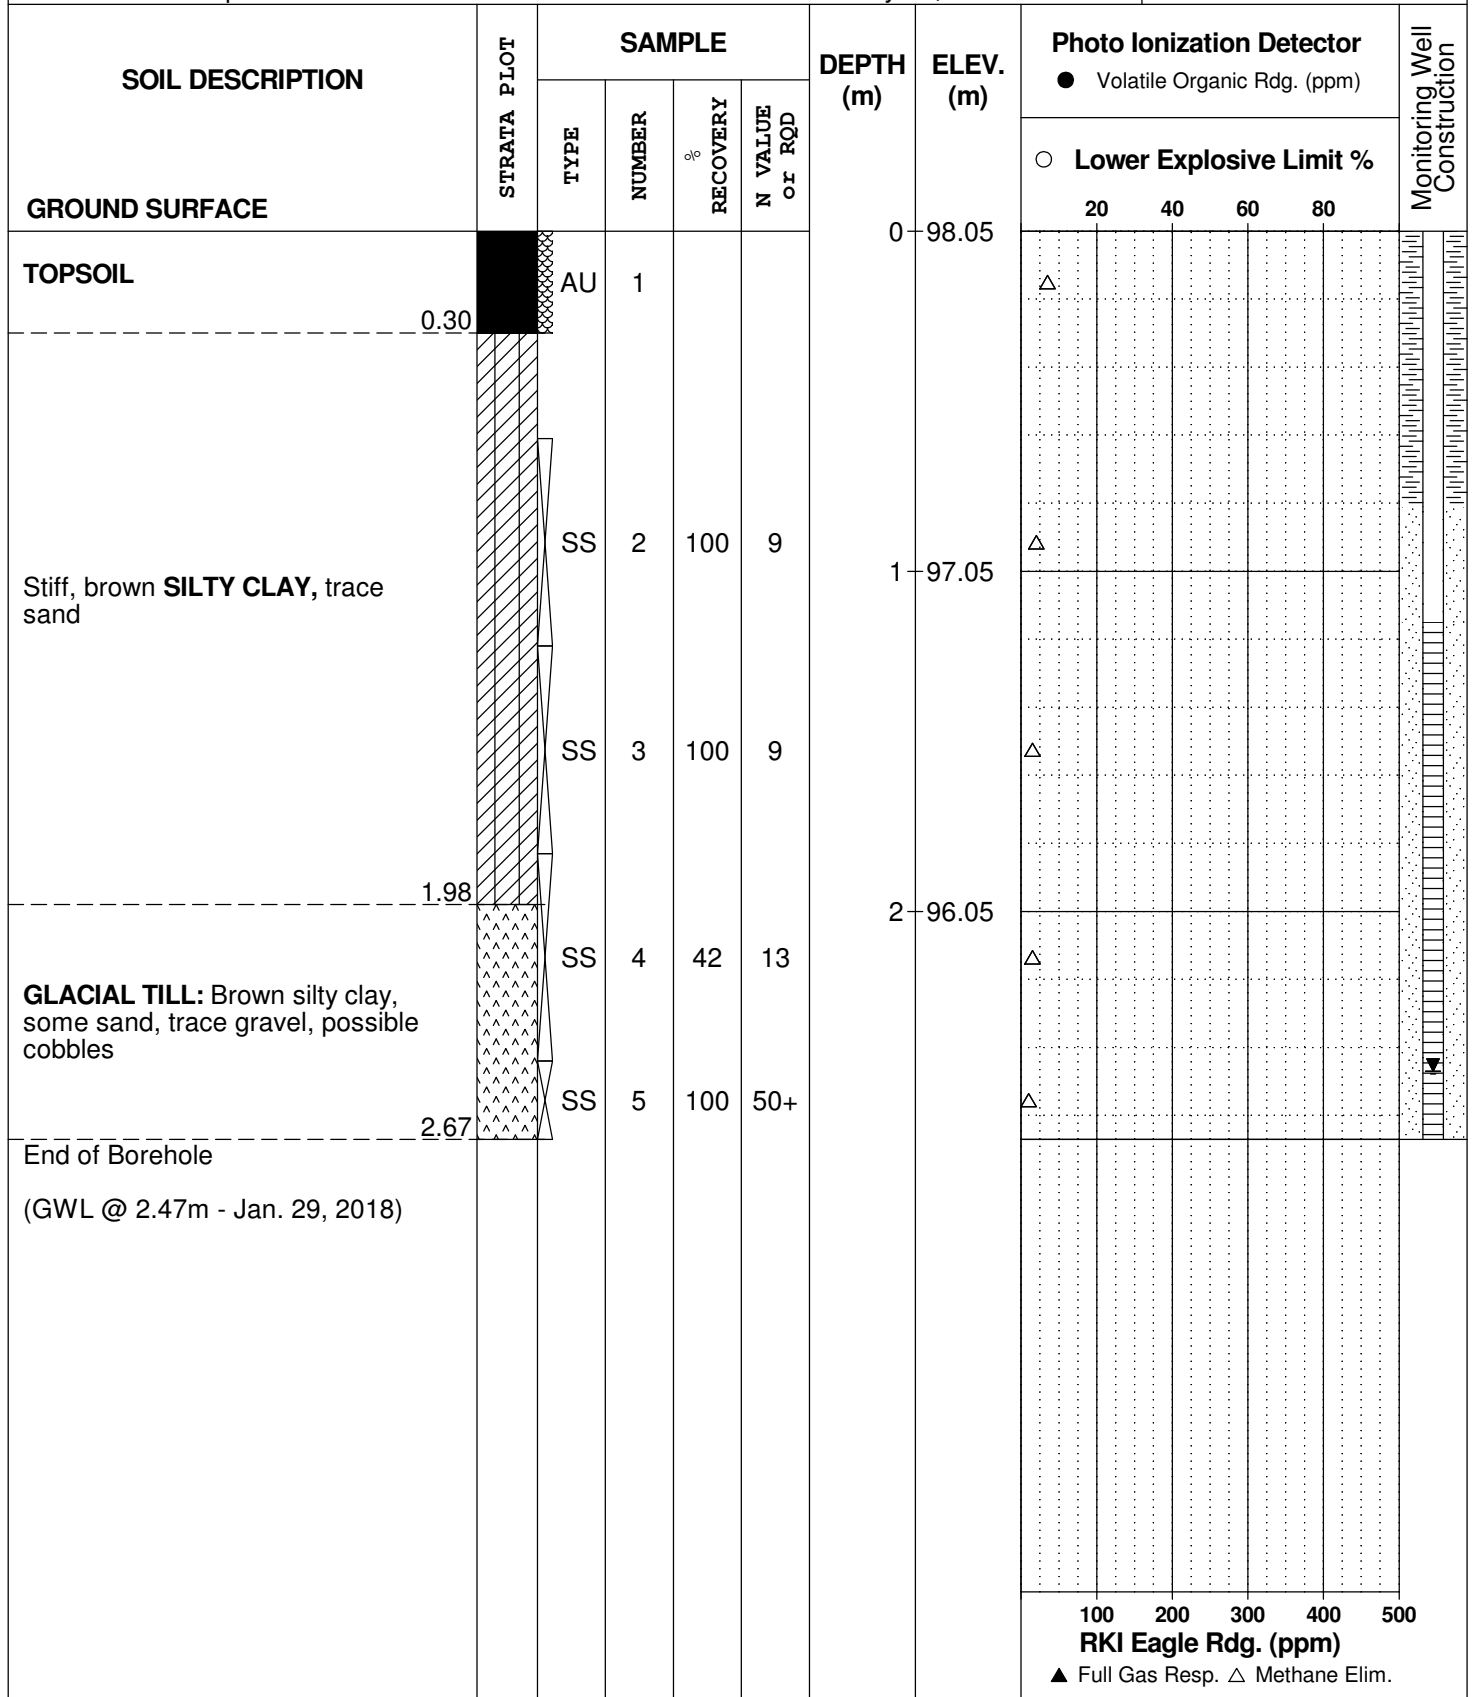 SOIL DESCRIPTION
GROUND SURFACE
STRATA PLOT
SAMPLE
TYPE
NUMBER
%
RECOVERY
N VALUE
or RQD
DEPTH
(m)
ELEV.
(m)
Photo Ionization Detector
● Volatile Organic Rdg. (ppm)
○ Lower Explosive Limit %
20 40 60 80
Monitoring Well
Construction
0 98.05
TOPSOIL
AU 1
0.30
SS 2 100 9
1 97.05
Stiff, brown SILTY CLAY, trace
sand
SS 3 100 9
1.98
2 96.05
SS 4 42 13
GLACIAL TILL: Brown silty clay,
some sand, trace gravel, possible
cobbles
SS 5 100 50+
2.67
End of Borehole
(GWL @ 2.47m - Jan. 29, 2018)
100 200 300 400 500
RKI Eagle Rdg. (ppm)
▲ Full Gas Resp. △ Methane Elim.